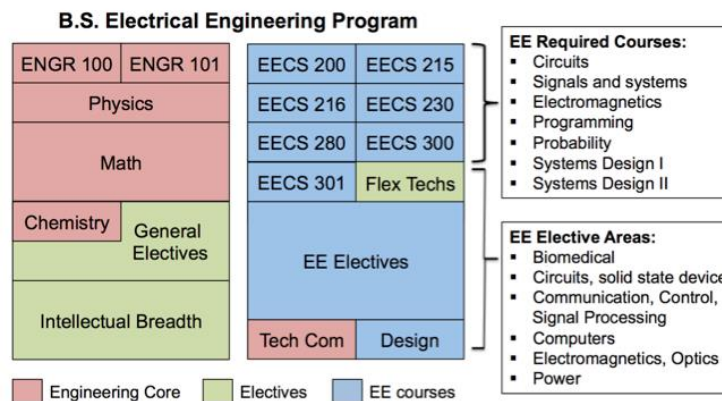 B.S. Electrical Engineering Program
ENGR 100
ENGR 101
Physics
Math
Chemistry
General
Electives
Intellectual Breadth
EECS 200
EECS 215
EECS 216
EECS 230
EECS 280
EECS 300
EECS 301
Flex Techs
EE Electives
Tech Com
Design
EE Required Courses:
▪ Circuits
▪ Signals and systems
▪ Electromagnetics
▪ Programming
▪ Probability
▪ Systems Design I
▪ Systems Design II
EE Elective Areas:
▪ Biomedical
▪ Circuits, solid state device
▪ Communication, Control,
Signal Processing
▪ Computers
▪ Electromagnetics, Optics
▪ Power
Engineering Core
Electives
EE courses